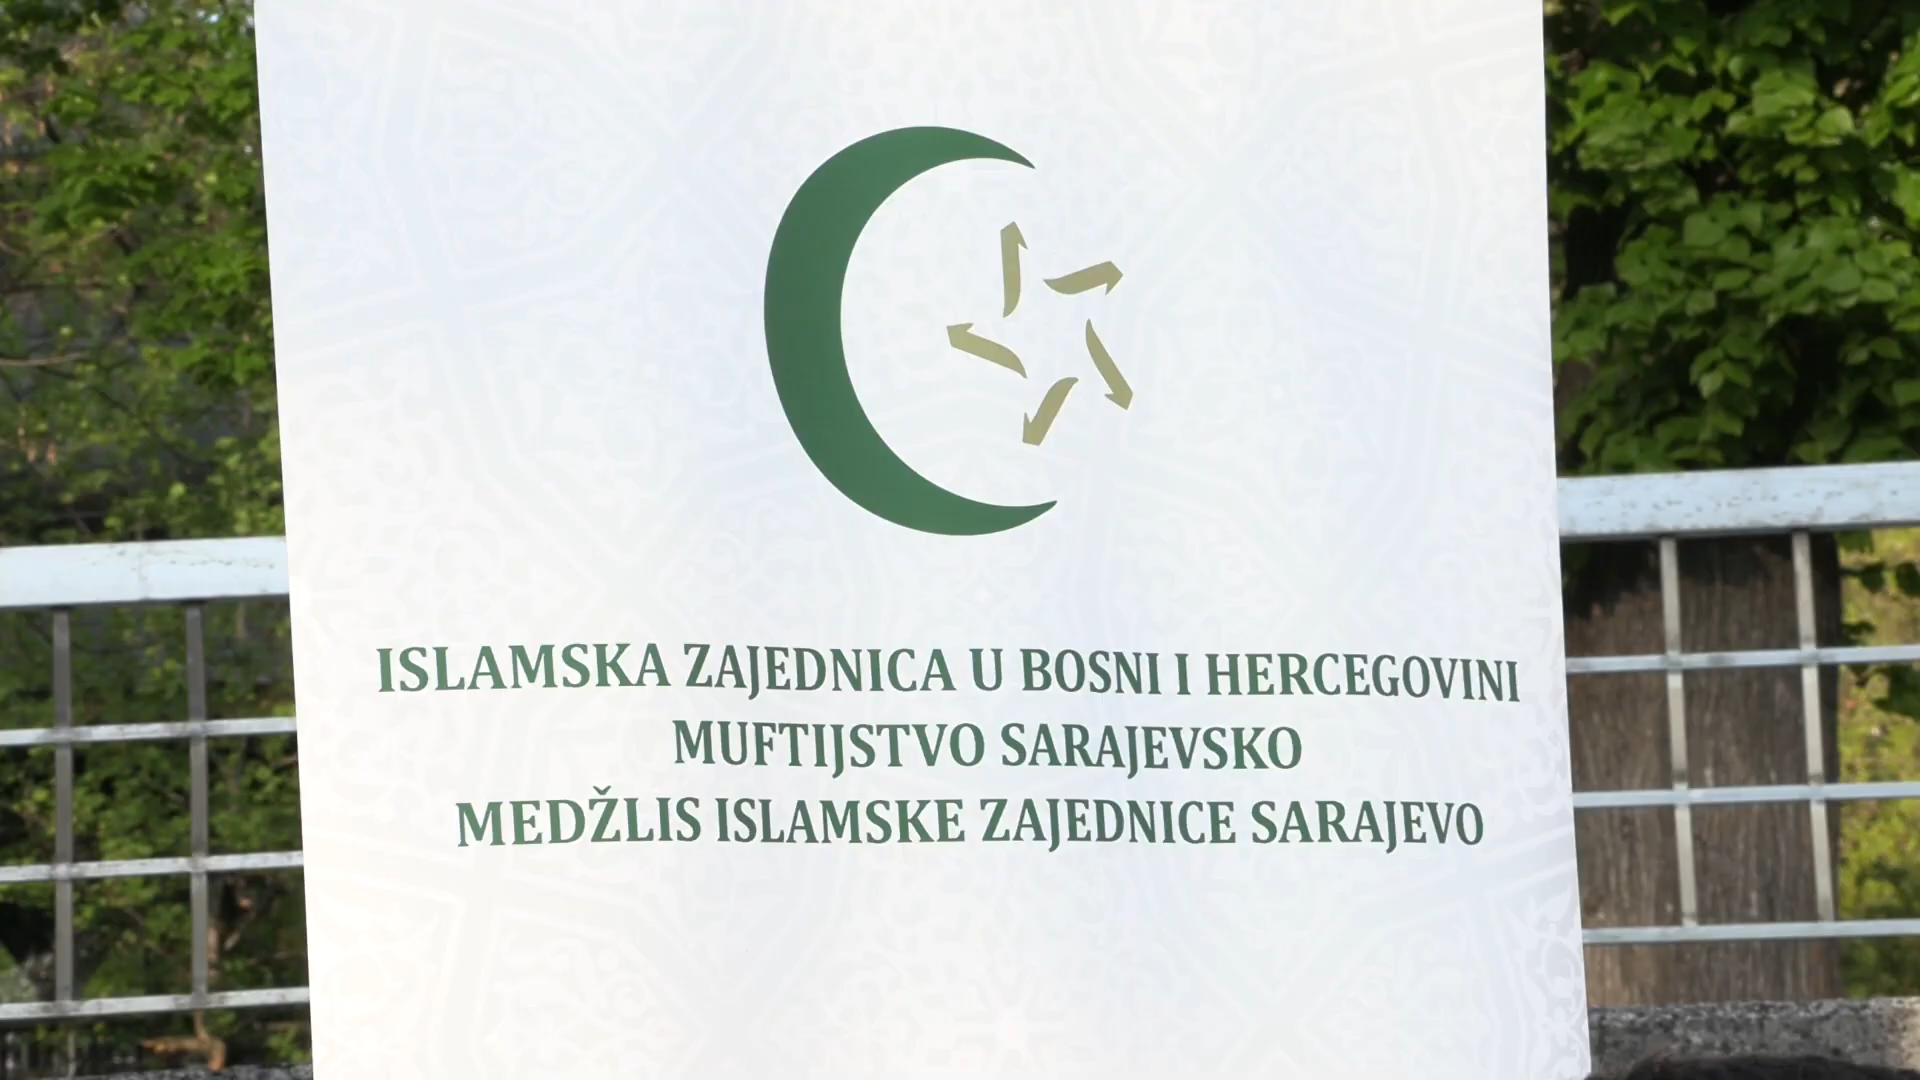 ISLAMSKA ZAJEDNICA U BOSNI I HERCEGOVINI
MUFTIJSTVO SARAJEVSKO
MEDŽLIS ISLAMSKE ZAJEDNICE SARAJEVO